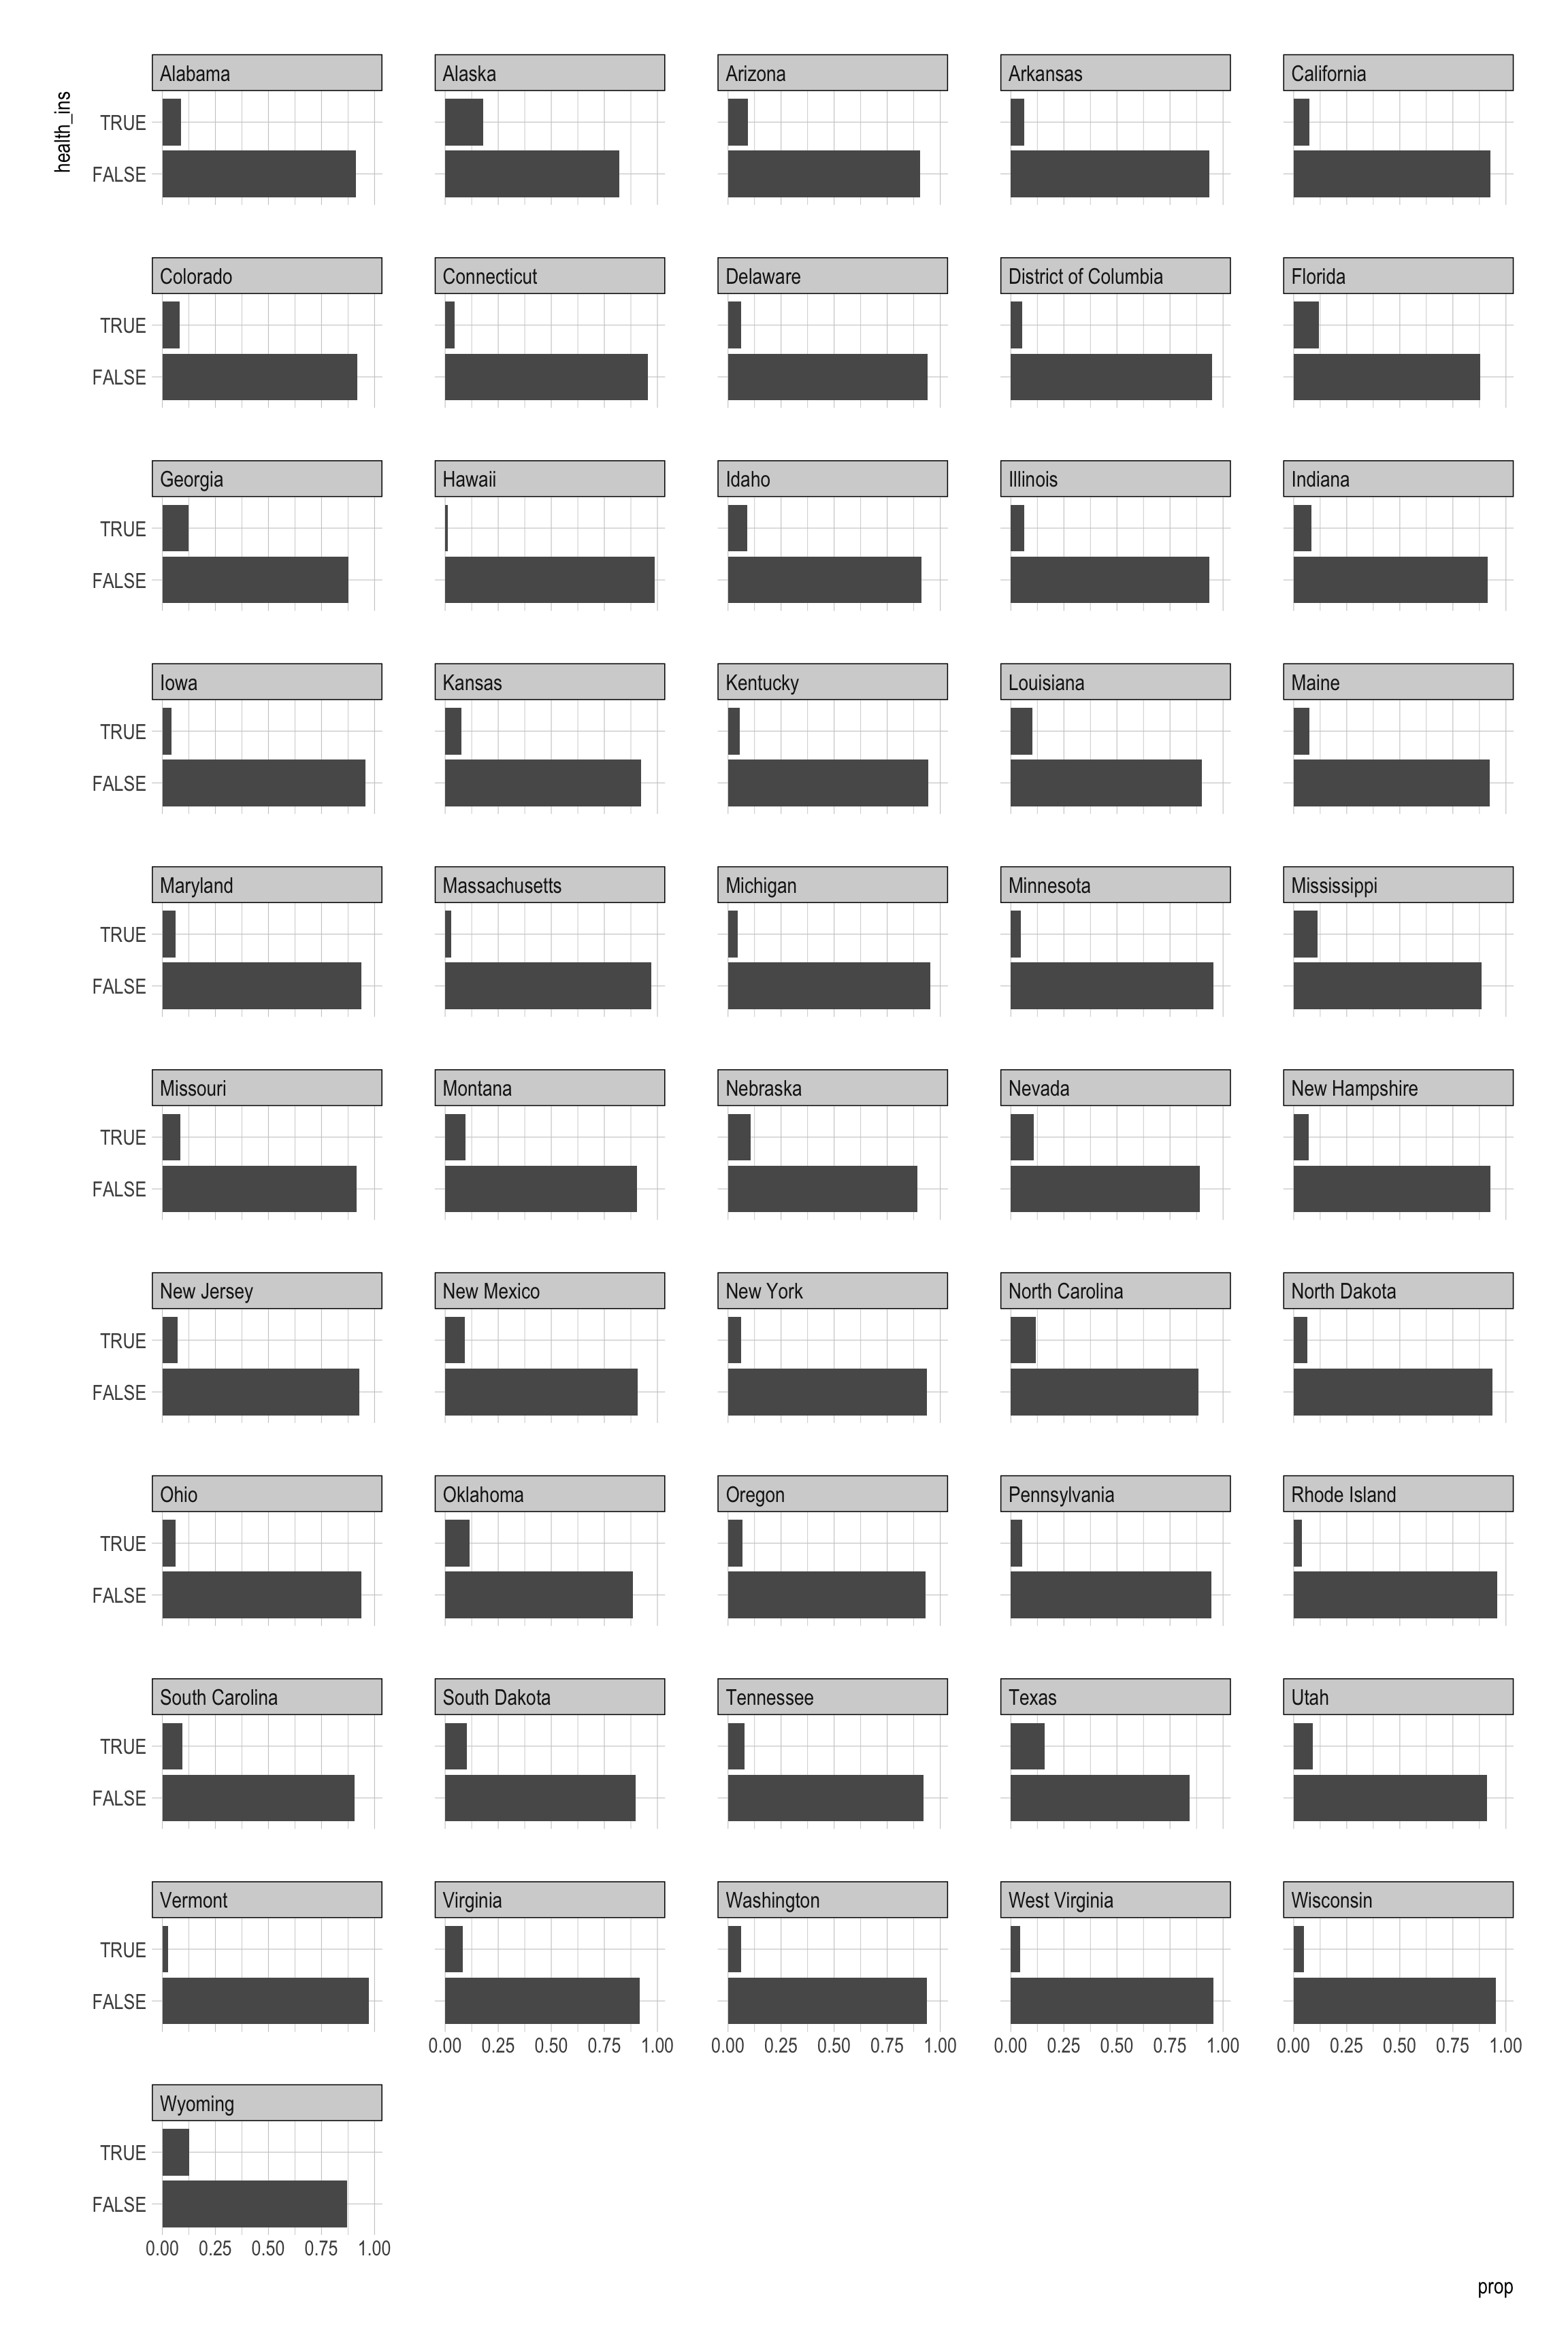 Alabama Alaska Arizona Arkansas California
health_ins
TRUE
FALSE
Colorado Connecticut Delaware District of Columbia Florida
TRUE
FALSE
Georgia Hawaii Idaho Illinois Indiana
TRUE
FALSE
Iowa Kansas Kentucky Louisiana Maine
TRUE
FALSE
Maryland Massachusetts Michigan Minnesota Mississippi
TRUE
FALSE
Missouri Montana Nebraska Nevada New Hampshire
TRUE
FALSE
New Jersey New Mexico New York North Carolina North Dakota
TRUE
FALSE
Ohio Oklahoma Oregon Pennsylvania Rhode Island
TRUE
FALSE
South Carolina South Dakota Tennessee Texas Utah
TRUE
FALSE
Vermont Virginia Washington West Virginia Wisconsin
TRUE
FALSE
0.00 0.25 0.50 0.75 1.00 0.00 0.25 0.50 0.75 1.00 0.00 0.25 0.50 0.75 1.00 0.00 0.25 0.50 0.75 1.00
Wyoming
TRUE
FALSE
0.00 0.25 0.50 0.75 1.00
prop